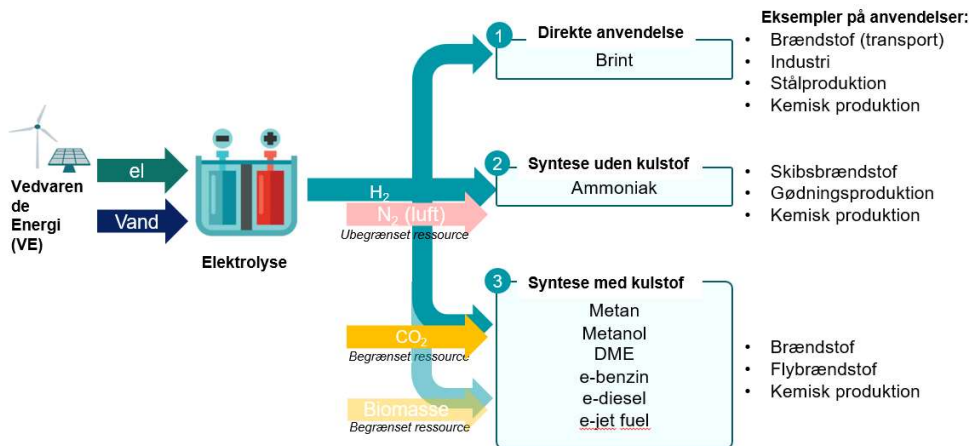 Vedvaren
de
Energi
(VE)
el
Vand
Elektrolyse
H₂
N₂ (luft)
Ubegrænset ressource
CO₂
Begrænset ressource
Biomasse
Begrænset ressource
1
Direkte anvendelse
Brint
2
Syntese uden kulstof
Ammoniak
3
Syntese med kulstof
Metan
Metanol
DME
e-benzin
e-diesel
e-jet fuel
Eksempler på anvendelser:
• Brændstof (transport)
• Industri
• Stålproduktion
• Kemisk produktion
• Skibsbrændstof
• Gødningsproduktion
• Kemisk produktion
• Brændstof
• Flybrændstof
• Kemisk produktion